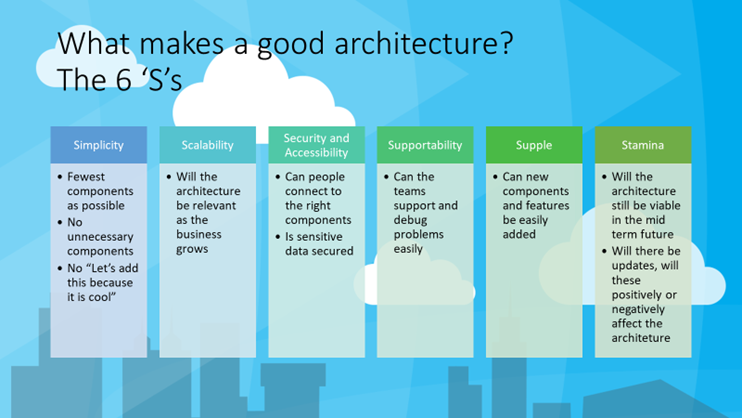 What makes a good architecture?
The 6 ‘S’s
Simplicity
• Fewest
components
as possible
• No
unnecessary
components
• No “Let’s add
this because
it is cool”
Scalability
• Will the
architecture
be relevant
as the
business
grows
Security and
Accessibility
• Can people
connect to
the right
components
• Is sensitive
data secured
Supportability
• Can the
teams
support and
debug
problems
easily
Supple
• Can new
components
and features
be easily
added
Stamina
• Will the
architecture
still be viable
in the mid
term future
• Will there be
updates, will
these
positively or
negatively
affect the
architeture